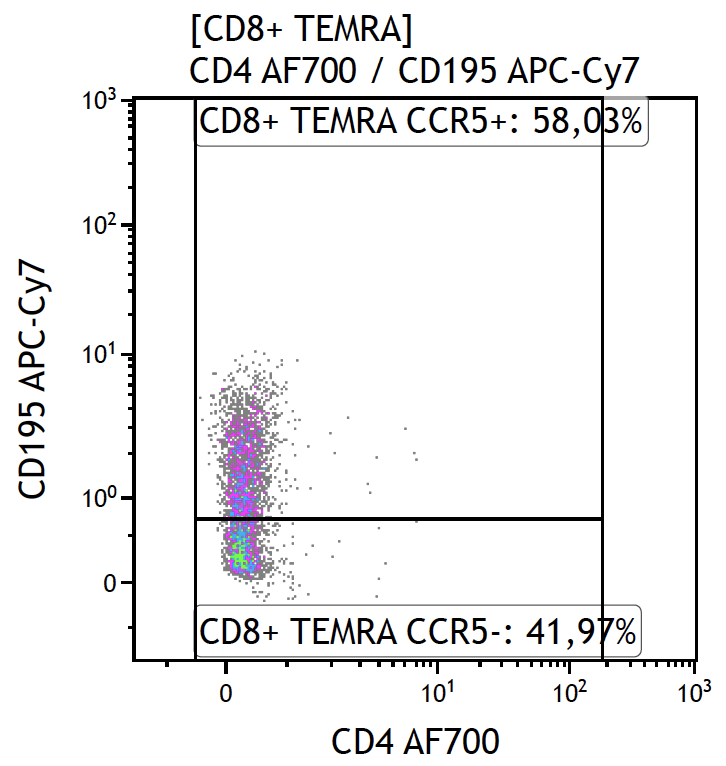 [CD8+ TEMRA]
CD4 AF700 / CD195 APC-Cy7
CD8+ TEMRA CCR5+: 58,03%
CD8+ TEMRA CCR5-: 41,97%
CD195 APC-Cy7
10³
10²
10¹
10⁰
0
0
10¹
10²
10³
CD4 AF700